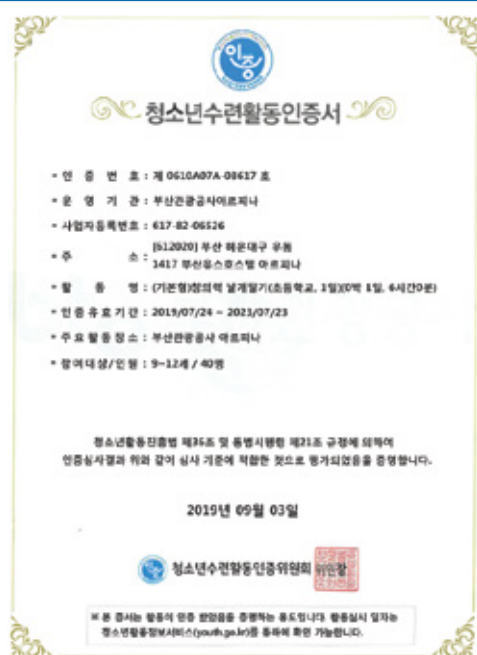 인증
청소년수련활동인증서
• 인 증 번 호 : 제 0610A07A-08617 호
• 운 영 기 관 : 부산관광공사아르피나
• 사업자등록번호 : 617-82-06526
• 주 소 : [612020] 부산 해운대구 우동
1417 부산유스호스텔 아르피나
• 활 동 명 : (기본형)창의력 날개달기(초등학교, 1일)(0박 1일, 6시간0분)
• 인증유효기간 : 2019/07/24 ~ 2023/07/23
• 주요활동장소 : 부산관광공사 아르피나
• 참여대상/인원 : 9~12세 / 40명
청소년활동진흥법 제35조 및 동법시행령 제21조 규정에 의하여
인증심사결과 위와 같이 심사 기준에 적합한 것으로 평가되었음을 증명합니다.
2019년 09월 03일
청소년수련활동인증위원회 위원장
※ 본 증서는 활동이 인증 받았음을 증명하는 용도입니다. 활동실시 일자는
청소년활동정보서비스(youth.go.kr)를 통하여 확인 가능합니다.